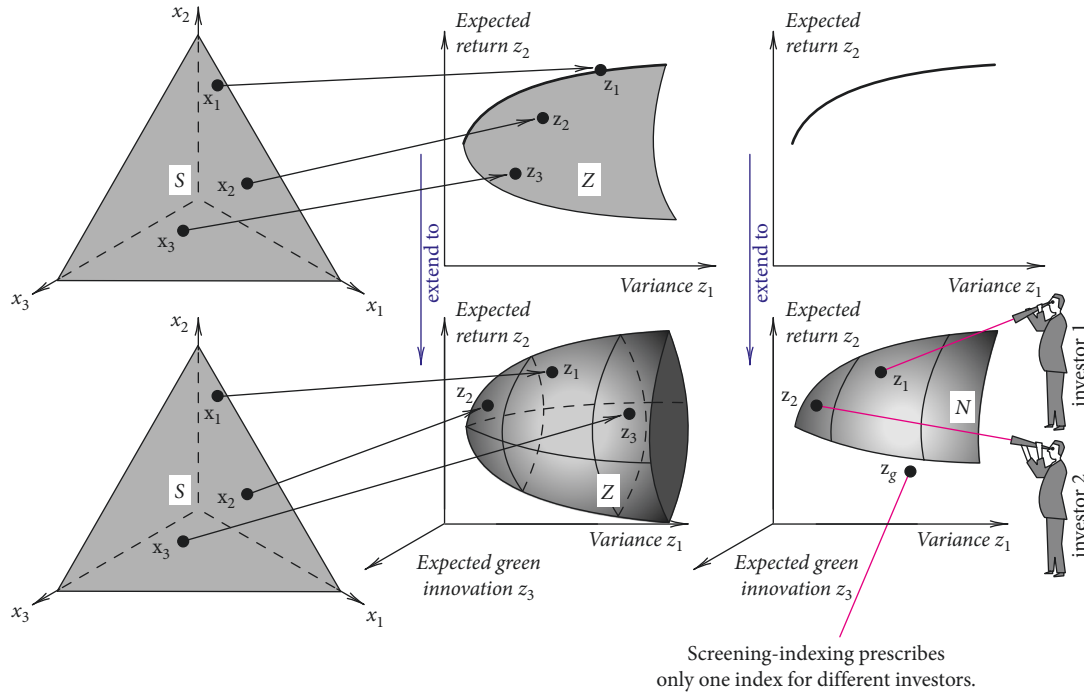 x2
x1
x2
S
x3
x3
x1
Expected
return z2
z1
z2
z3
Z
Variance z1
extend to
Expected
return z2
Variance z1
extend to
x2
x1
x2
S
x3
x3
x1
Expected
return z2
z1
z2
z3
Z
Variance z1
Expected green
innovation z3
Expected
return z2
z1
z2
N
zg
Variance z1
Expected green
innovation z3
investor 1
investor 2
Screening-indexing prescribes
only one index for different investors.